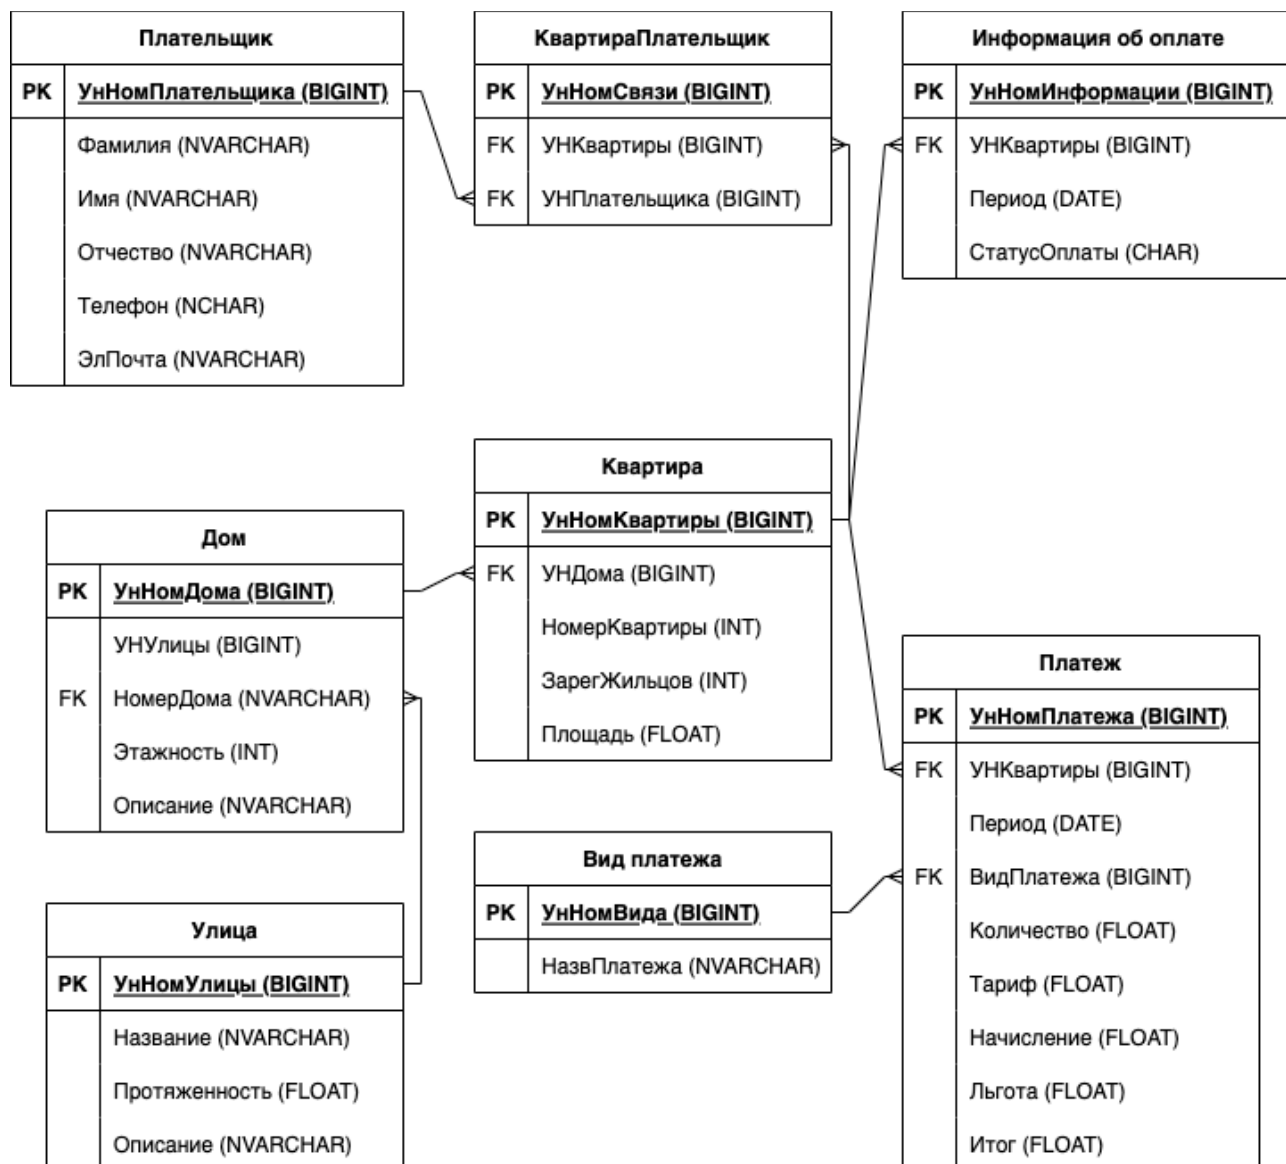 Плательщик
PK УнНомПлательщика (BIGINT)
Фамилия (NVARCHAR)
Имя (NVARCHAR)
Отчество (NVARCHAR)
Телефон (NCHAR)
ЭлПочта (NVARCHAR)
КвартираПлательщик
PK УнНомСвязи (BIGINT)
FK УНКвартиры (BIGINT)
FK УНПлательщика (BIGINT)
Информация об оплате
PK УнНомИнформации (BIGINT)
FK УНКвартиры (BIGINT)
Период (DATE)
СтатусОплаты (CHAR)
Квартира
PK УнНомКвартиры (BIGINT)
FK УНДома (BIGINT)
НомерКвартиры (INT)
ЗарегЖильцов (INT)
Площадь (FLOAT)
Дом
PK УнНомДома (BIGINT)
УНУлицы (BIGINT)
FK НомерДома (NVARCHAR)
Этажность (INT)
Описание (NVARCHAR)
Платеж
PK УнНомПлатежа (BIGINT)
FK УНКвартиры (BIGINT)
Период (DATE)
FK ВидПлатежа (BIGINT)
Количество (FLOAT)
Тариф (FLOAT)
Начисление (FLOAT)
Льгота (FLOAT)
Итог (FLOAT)
Вид платежа
PK УнНомВида (BIGINT)
НазвПлатежа (NVARCHAR)
Улица
PK УнНомУлицы (BIGINT)
Название (NVARCHAR)
Протяженность (FLOAT)
Описание (NVARCHAR)